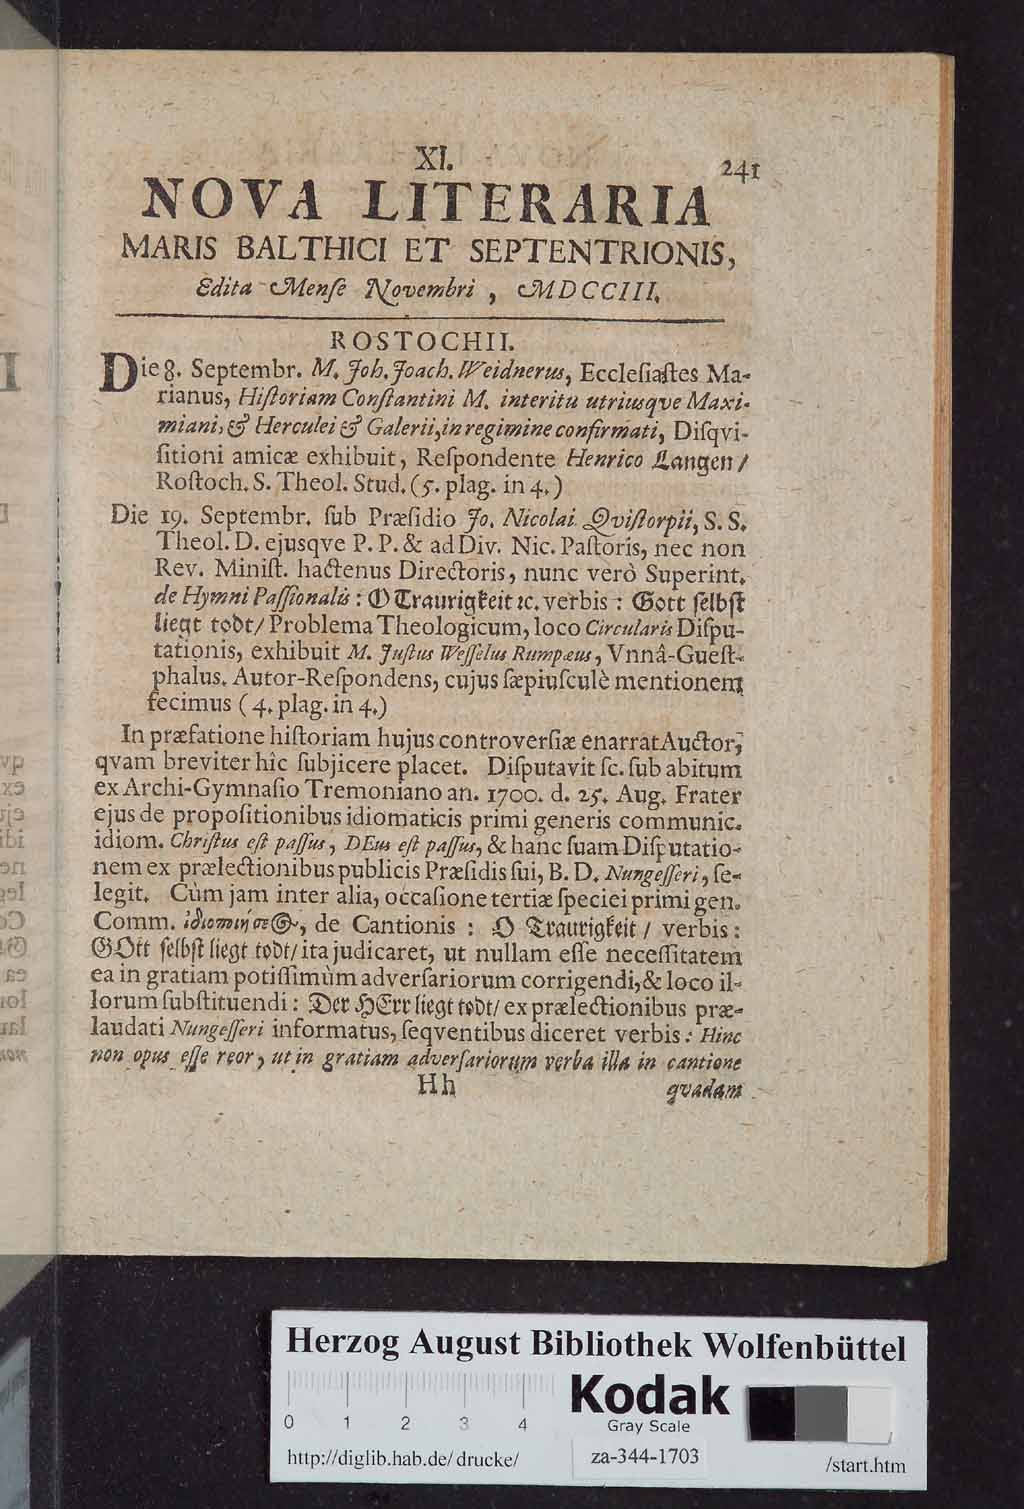 XI.
241
NOVA LITERARIA
MARIS BALTHICI ET SEPTENTRIONIS,
Edita Menſe Novembri, MDCCIII.
ROSTOCHII.
Die 8. Septembr. M. Joh. Joach. Weidnerus, Eccleſiaſtes Ma-
rianus, Hiſtoriam Conſtantini M. interitu utriusqve Maxi-
miani, & Herculei & Galerii, in regimine confirmati, Diſqvi-
ſitioni amicæ exhibuit, Reſpondente Henrico Langen/
Roſtoch. S. Theol. Stud. (5. plag. in 4.)
Die 19. Septembr. ſub Præſidio Jo. Nicolai Qviſtorpii, S. S.
Theol. D. ejusqve P. P. & ad Div. Nic. Paſtoris, nec non
Rev. Miniſt. hactenus Directoris, nunc verò Superint.
de Hymni Paſſionalis: O Traurigkeit ꝛc. verbis: Gott ſelbſt
liegt todt/ Problema Theologicum, loco Circularis Diſpu-
tationis, exhibuit M. Juſtus Weſſelus Rumpæus, Vnnâ-Gueſt-
phalus. Autor-Reſpondens, cujus ſæpiuſculè mentionem
fecimus (4. plag. in 4.)
In præfatione hiſtoriam hujus controverſiæ enarrat Auctor,
qvam breviter hîc ſubjicere placet. Diſputavit ſc. ſub abitum
ex Archi-Gymnaſio Tremoniano an. 1700. d. 25. Aug. Frater
ejus de propoſitionibus idiomaticis primi generis communic.
idiom. Chriſtus eſt paſſus, DEus eſt paſſus, & hanc ſuam Diſputatio-
nem ex prælectionibus publicis Præſidis ſui, B. D. Nungeſſeri, ſe-
legit. Cùm jam inter alia, occaſione tertiæ ſpeciei primi gen.
Comm. de Cantionis: O Traurigkeit/ verbis:
GOtt ſelbſt liegt todt/ ita judicaret, ut nullam eſſe neceſſitatem
ea in gratiam potiſſimùm adverſariorum corrigendi, & loco il-
lorum ſubſtituendi: Der HErr liegt todt/ ex prælectionibus præ-
laudati Nungeſſeri informatus, ſeqventibus diceret verbis: Hinc
non opus eſſe reor, ut in gratiam adverſariorum verba illa in cantione
Hh
qvadam
Herzog August Bibliothek Wolfenbüttel
0 1 2 3 4
Kodak
Gray Scale
http://diglib.hab.de/drucke/
za-344-1703
/start.htm